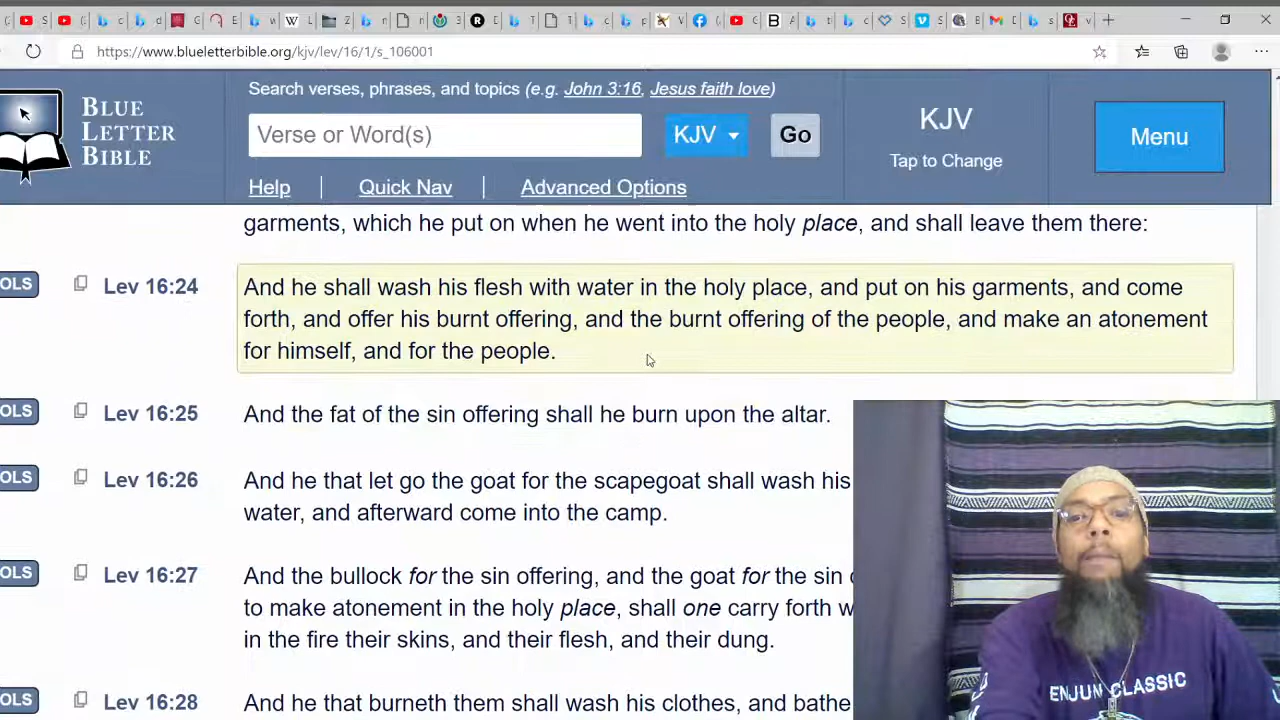 https://www.blueletterbible.org/kjv/lev/16/1/s_106001
BLUE
LETTER
BIBLE
Search verses, phrases, and topics (e.g. John 3:16, Jesus faith love)
Verse or Word(s)
KJV
Go
Help | Quick Nav | Advanced Options
KJV
Tap to Change
Menu
garments, which he put on when he went into the holy place, and shall leave them there:
OLS
Lev 16:24
And he shall wash his flesh with water in the holy place, and put on his garments, and come
forth, and offer his burnt offering, and the burnt offering of the people, and make an atonement
for himself, and for the people.
OLS
Lev 16:25
And the fat of the sin offering shall he burn upon the altar.
OLS
Lev 16:26
And he that let go the goat for the scapegoat shall wash his
water, and afterward come into the camp.
OLS
Lev 16:27
And the bullock for the sin offering, and the goat for the sin
to make atonement in the holy place, shall one carry forth
in the fire their skins, and their flesh, and their dung.
OLS
Lev 16:28
And he that burneth them shall wash his clothes, and bathe
CLASSIC